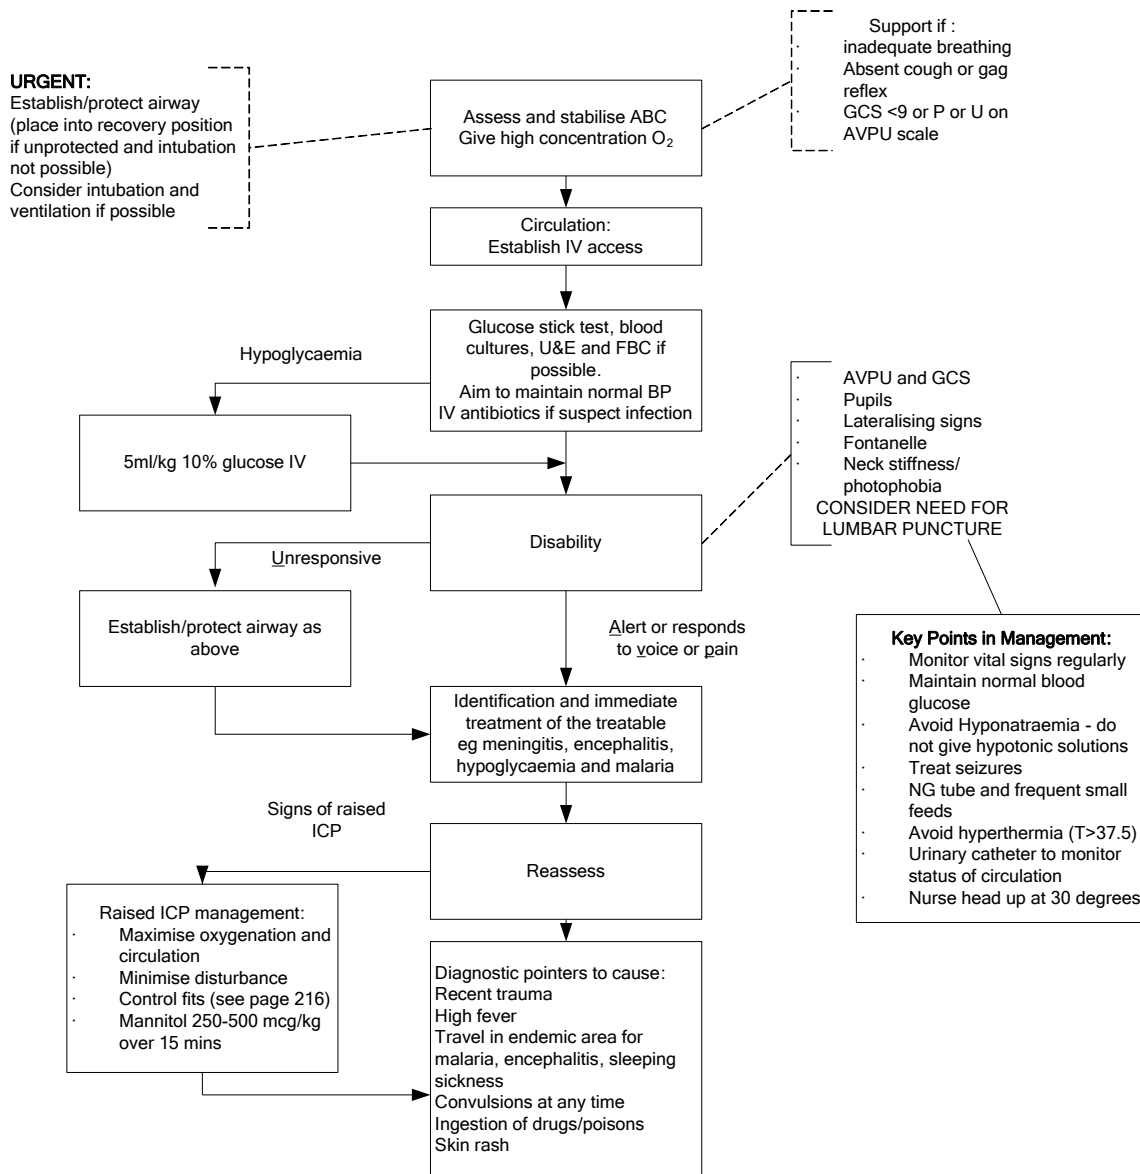 URGENT:
Establish/protect airway
(place into recovery position
if unprotected and intubation
not possible)
Consider intubation and
ventilation if possible
Assess and stabilise ABC
Give high concentration O₂
Support if :
· inadequate breathing
· Absent cough or gag
reflex
· GCS <9 or P or U on
AVPU scale
Circulation:
Establish IV access
Glucose stick test, blood
cultures, U&E and FBC if
possible.
Aim to maintain normal BP
IV antibiotics if suspect infection
Hypoglycaemia
5ml/kg 10% glucose IV
Disability
· AVPU and GCS
· Pupils
· Lateralising signs
· Fontanelle
· Neck stiffness/
photophobia
CONSIDER NEED FOR
LUMBAR PUNCTURE
Unresponsive
Establish/protect airway as
above
Alert or responds
to voice or pain
Key Points in Management:
· Monitor vital signs regularly
· Maintain normal blood
glucose
· Avoid Hyponatraemia - do
not give hypotonic solutions
· Treat seizures
· NG tube and frequent small
feeds
· Avoid hyperthermia (T>37.5)
· Urinary catheter to monitor
status of circulation
· Nurse head up at 30 degrees
Identification and immediate
treatment of the treatable
eg meningitis, encephalitis,
hypoglycaemia and malaria
Signs of raised
ICP
Reassess
Raised ICP management:
· Maximise oxygenation and
circulation
· Minimise disturbance
· Control fits (see page 216)
· Mannitol 250-500 mcg/kg
over 15 mins
Diagnostic pointers to cause:
Recent trauma
High fever
Travel in endemic area for
malaria, encephalitis, sleeping
sickness
Convulsions at any time
Ingestion of drugs/poisons
Skin rash